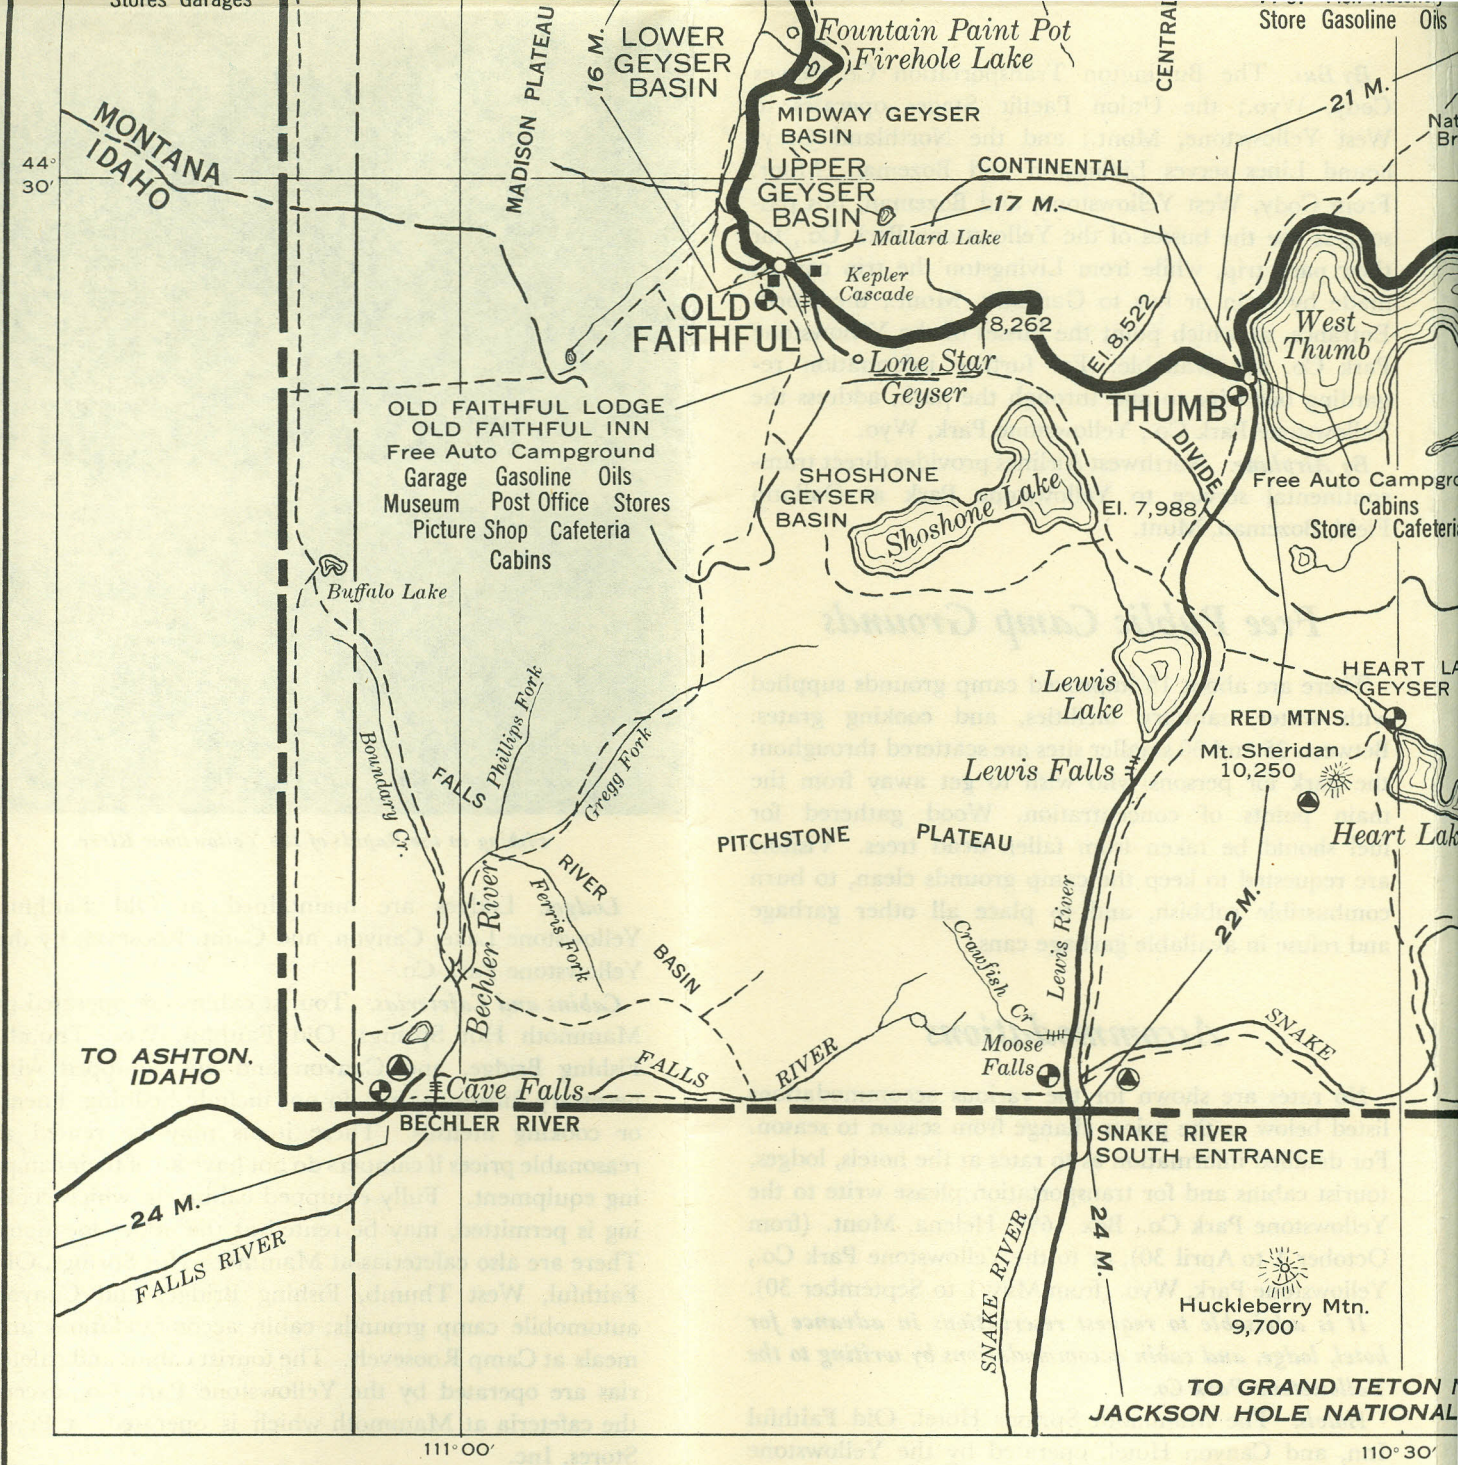 Stores Garages
Store Gasoline Oils
MADISON PLATEAU
16 M.
LOWER
GEYSER
BASIN
Fountain Paint Pot
Firehole Lake
CENTRAL
21 M.
MONTANA
IDAHO
44°
30′
MIDWAY GEYSER
BASIN
UPPER
GEYSER
BASIN
CONTINENTAL
17 M.
Nat
Br
Mallard Lake
Kepler
Cascade
OLD
FAITHFUL
8,262
El. 8,522
West
Thumb
Lone Star
Geyser
THUMB
DIVIDE
OLD FAITHFUL LODGE
OLD FAITHFUL INN
Free Auto Campground
Garage Gasoline Oils
Museum Post Office Stores
Picture Shop Cafeteria
Cabins
SHOSHONE
GEYSER
BASIN
Shoshone Lake
El. 7,988
Free Auto Campgro
Cabins
Store Cafeteria
Buffalo Lake
Lewis
Lake
HEART LA
GEYSER
RED MTNS.
Mt. Sheridan
10,250
Lewis Falls
Heart Lak
Boundary Cr.
Phillips Fork
Gregg Fork
FALLS
RIVER
BASIN
Ferris Fork
Bechler River
PITCHSTONE PLATEAU
Lewis River
22 M.
Crawfish Cr
Moose
Falls
SNAKE
TO ASHTON.
IDAHO
Cave Falls
FALLS
RIVER
BECHLER RIVER
SNAKE RIVER
SOUTH ENTRANCE
24 M.
FALLS RIVER
SNAKE RIVER
24 M.
Huckleberry Mtn.
9,700
TO GRAND TETON N
JACKSON HOLE NATIONAL
111°00′
110°30′